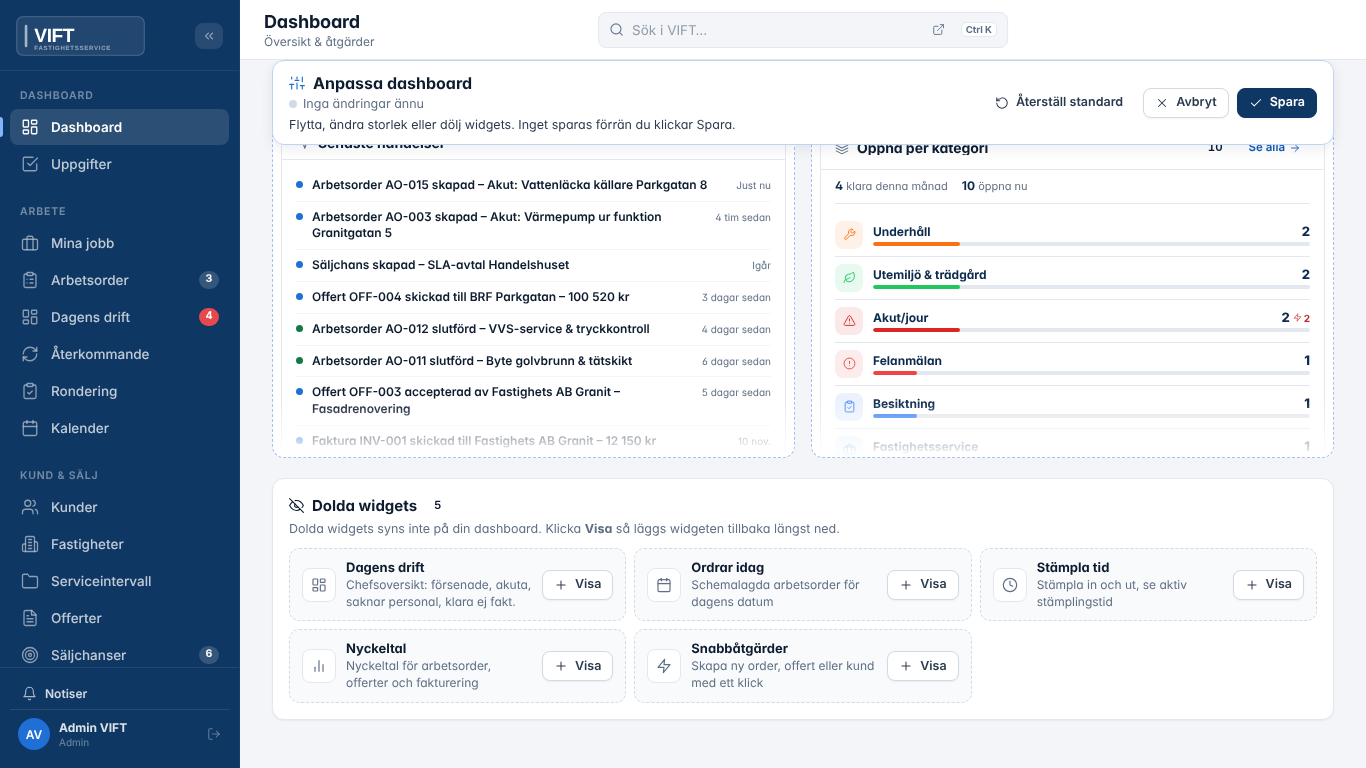 VIFT
FASTIGHETSSERVICE
DASHBOARD
Dashboard
Uppgifter
ARBETE
Mina jobb
Arbetsorder 3
Dagens drift 4
Återkommande
Rondering
Kalender
KUND & SÄLJ
Kunder
Fastigheter
Serviceintervall
Offerter
Säljchanser 6
Notiser
AV
Admin VIFT
Admin
Dashboard
Översikt & åtgärder
Sök i VIFT...
Ctrl K
Anpassa dashboard
Inga ändringar ännu
Flytta, ändra storlek eller dölj widgets. Inget sparas förrän du klickar Spara.
Återställ standard
Avbryt
Spara
Senaste händelser
Arbetsorder AO-015 skapad – Akut: Vattenläcka källare Parkgatan 8 Just nu
Arbetsorder AO-003 skapad – Akut: Värmepump ur funktion 4 tim sedan
Granitgatan 5
Säljchans skapad – SLA-avtal Handelshuset Igår
Offert OFF-004 skickad till BRF Parkgatan – 100 520 kr 3 dagar sedan
Arbetsorder AO-012 slutförd – VVS-service & tryckkontroll 4 dagar sedan
Arbetsorder AO-011 slutförd – Byte golvbrunn & tätskikt 6 dagar sedan
Offert OFF-003 accepterad av Fastighets AB Granit – 5 dagar sedan
Fasadrenovering
Faktura INV-001 skickad till Fastighets AB Granit – 12 150 kr 10 nov.
Öppna per kategori 10 Se alla →
4 klara denna månad 10 öppna nu
Underhåll 2
Utemiljö & trädgård 2
Akut/jour 2 2
Felanmälan 1
Besiktning 1
Fastighetsservice 1
Dolda widgets 5
Dolda widgets syns inte på din dashboard. Klicka Visa så läggs widgeten tillbaka längst ned.
Dagens drift
Chefsoversikt: försenade, akuta,
saknar personal, klara ej fakt.
+ Visa
Ordrar idag
Schemalagda arbetsorder för
dagens datum
+ Visa
Stämpla tid
Stämpla in och ut, se aktiv
stämplingstid
+ Visa
Nyckeltal
Nyckeltal för arbetsorder,
offerter och fakturering
+ Visa
Snabbåtgärder
Skapa ny order, offert eller kund
med ett klick
+ Visa